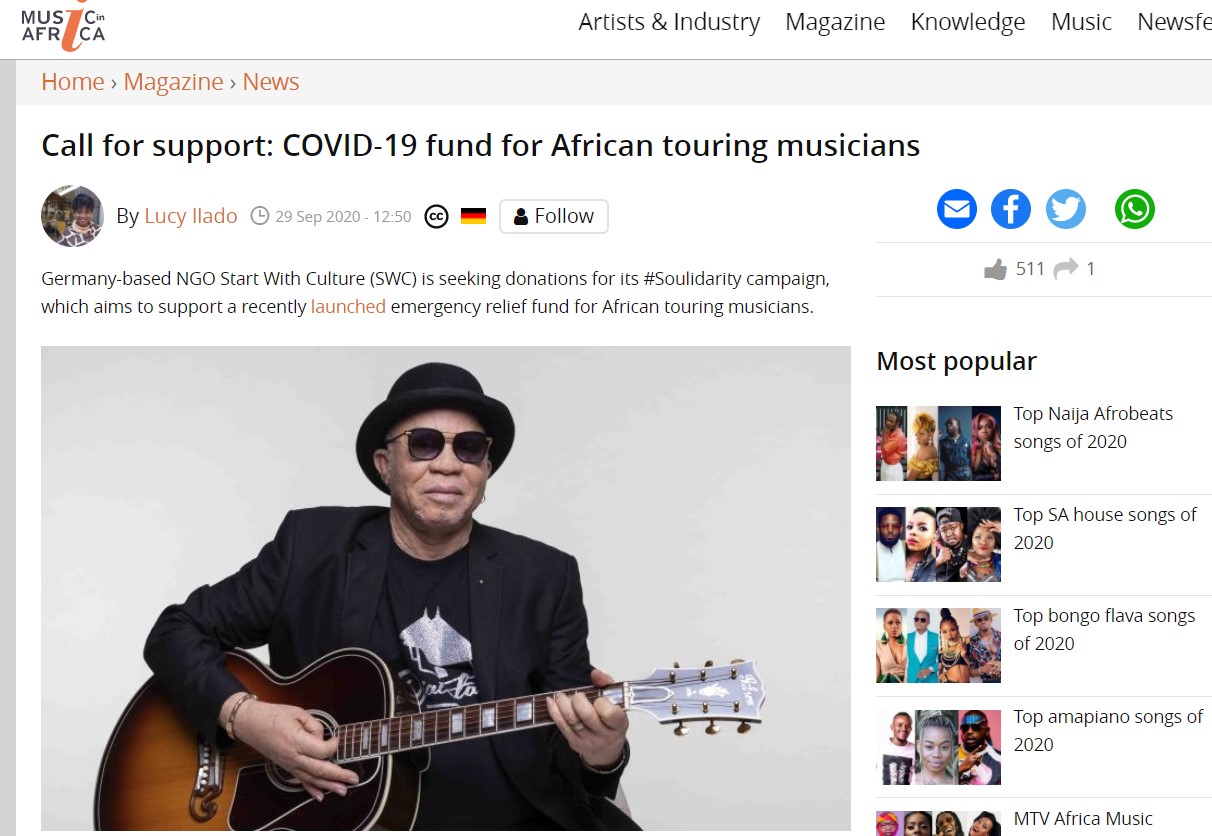 MUSiCin
AFRiCA
Artists & Industry Magazine Knowledge Music Newsfe
Home › Magazine › News
Call for support: COVID-19 fund for African touring musicians
By Lucy Ilado 29 Sep 2020 - 12:50 cc Follow
Germany-based NGO Start With Culture (SWC) is seeking donations for its #Soulidarity campaign,
which aims to support a recently launched emergency relief fund for African touring musicians.
511 1
Most popular
Top Naija Afrobeats
songs of 2020
Top SA house songs of
2020
Top bongo flava songs
of 2020
Top amapiano songs of
2020
MTV Africa Music